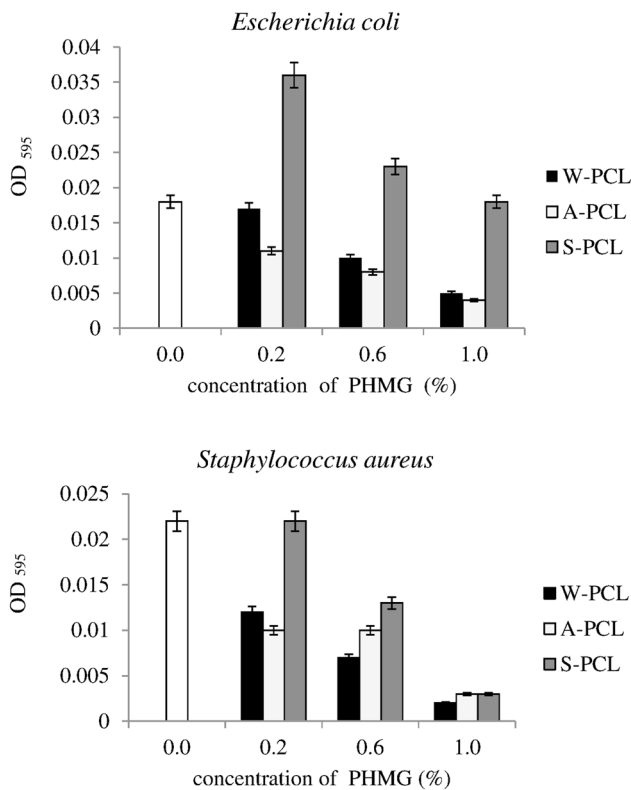 Escherichia coli
0.04
0.035
0.03
0.025
0.02
0.015
0.01
0.005
0
OD 595
0.0 0.2 0.6 1.0
concentration of PHMG (%)
W-PCL
A-PCL
S-PCL
Staphylococcus aureus
0.025
0.02
0.015
0.01
0.005
0
OD 595
0.0 0.2 0.6 1.0
concentration of PHMG (%)
W-PCL
A-PCL
S-PCL